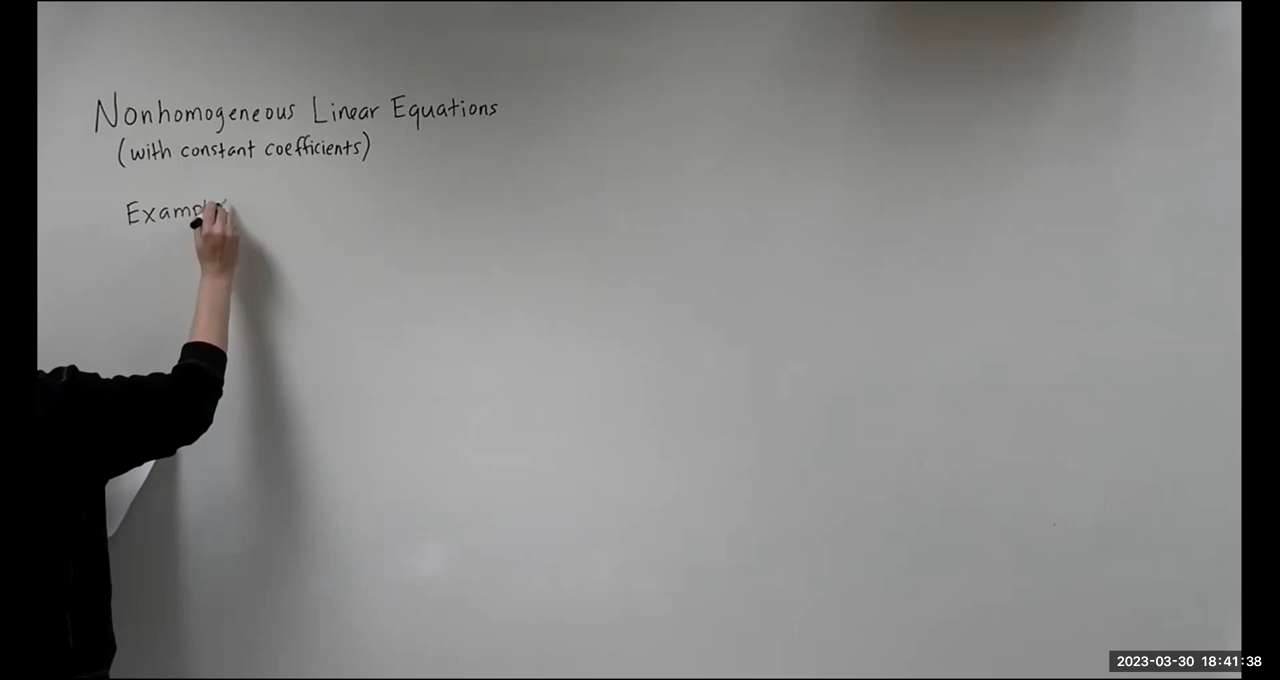 Nonhomogeneous Linear Equations
(with constant coefficients)
2023-03-30 18:41:38